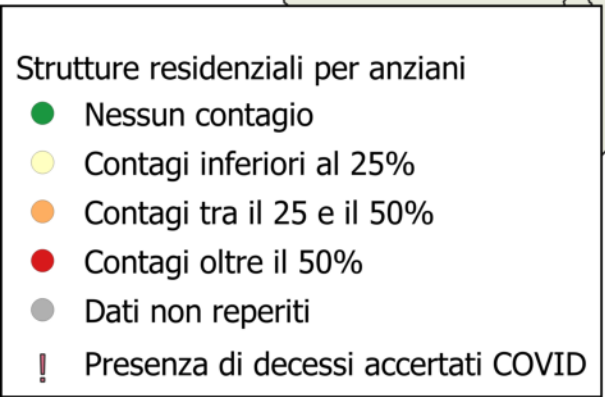 Strutture residenziali per anziani
Nessun contagio
Contagi inferiori al 25%
Contagi tra il 25 e il 50%
Contagi oltre il 50%
Dati non reperiti
! Presenza di decessi accertati COVID